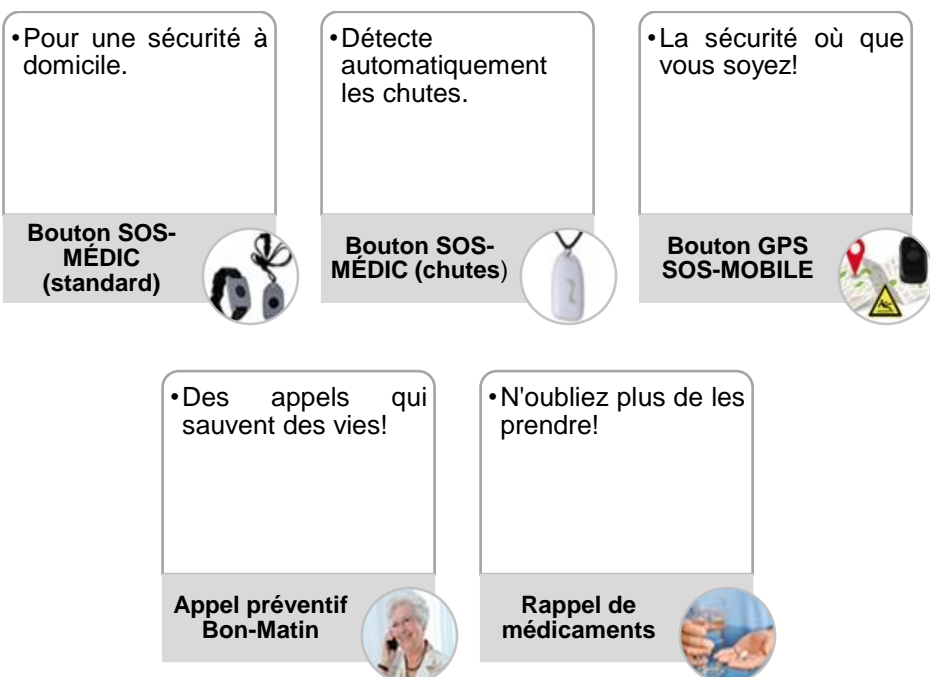 •Pour une sécurité à
domicile.
Bouton SOS-
MÉDIC
(standard)
•Détecte
automatiquement
les chutes.
Bouton SOS-
MÉDIC (chutes)
•La sécurité où que
vous soyez!
Bouton GPS
SOS-MOBILE
•Des appels qui
sauvent des vies!
Appel préventif
Bon-Matin
•N'oubliez plus de les
prendre!
Rappel de
médicaments